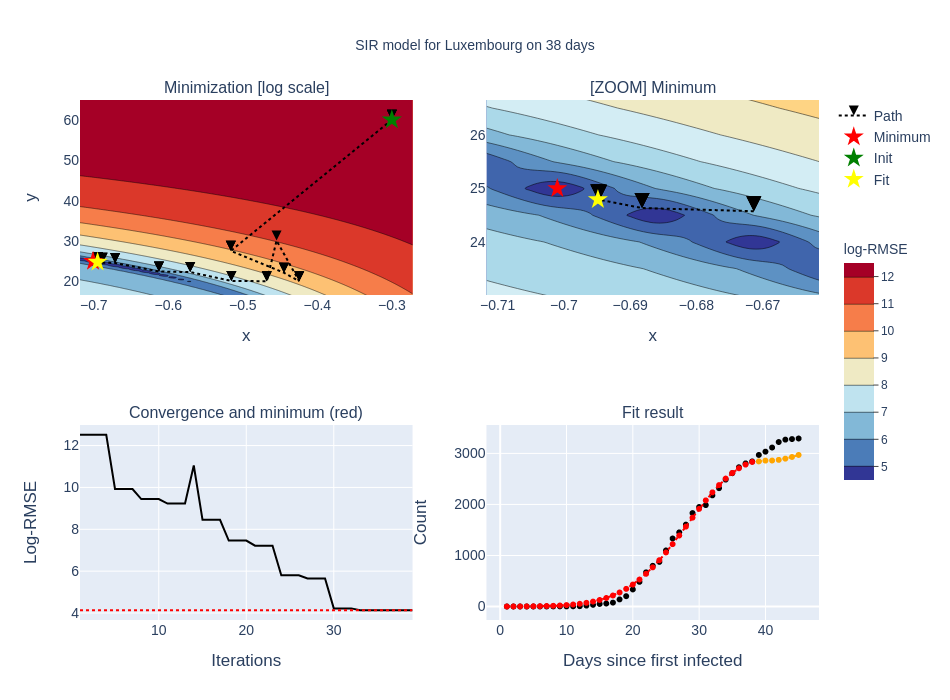 SIR model for Luxembourg on 38 days
Minimization [log scale]
[ZOOM] Minimum
60
50
40
30
20
y
−0.7
−0.6
−0.5
−0.4
−0.3
x
26
25
24
−0.71
−0.7
−0.69
−0.68
−0.67
x
Path
Minimum
Init
Fit
log-RMSE
12
11
10
9
8
7
6
5
Convergence and minimum (red)
Fit result
12
10
8
6
4
Log-RMSE
10
20
30
Iterations
3000
2000
1000
0
Count
0
10
20
30
40
Days since first infected